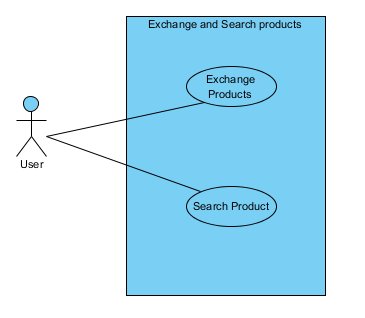 Exchange and Search products
Exchange
Products
User
Search Product